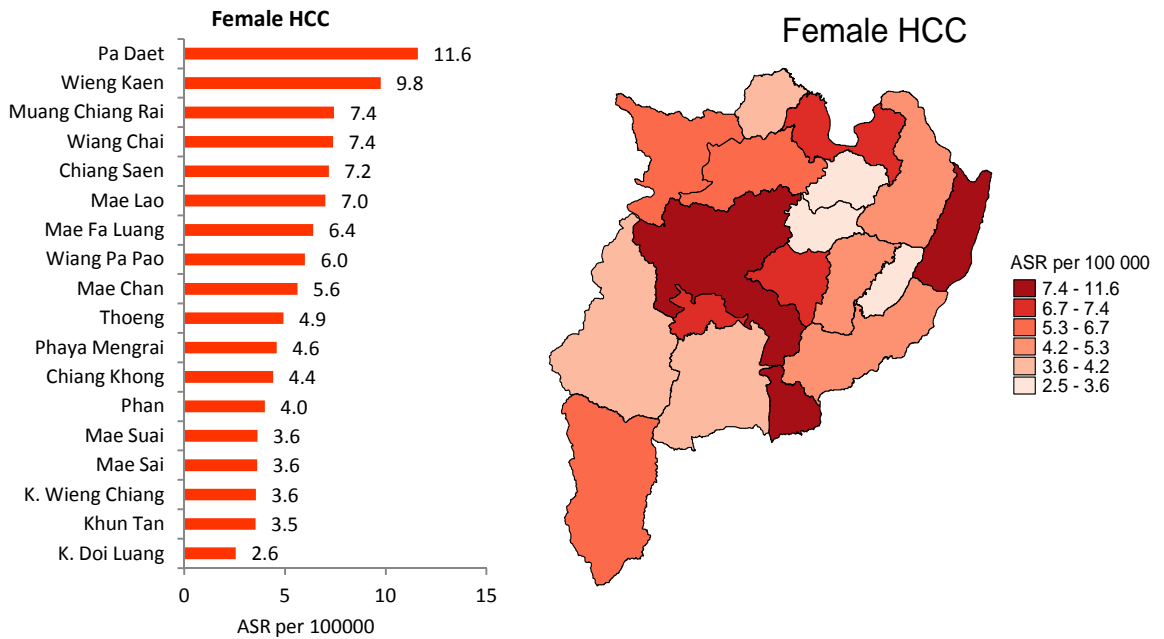 Female HCC
Pa Daet 11.6
Wieng Kaen 9.8
Muang Chiang Rai 7.4
Wiang Chai 7.4
Chiang Saen 7.2
Mae Lao 7.0
Mae Fa Luang 6.4
Wiang Pa Pao 6.0
Mae Chan 5.6
Thoeng 4.9
Phaya Mengrai 4.6
Chiang Khong 4.4
Phan 4.0
Mae Suai 3.6
Mae Sai 3.6
K. Wieng Chiang 3.6
Khun Tan 3.5
K. Doi Luang 2.6
0 5 10 15
ASR per 100000
Female HCC
ASR per 100 000
7.4 - 11.6
6.7 - 7.4
5.3 - 6.7
4.2 - 5.3
3.6 - 4.2
2.5 - 3.6